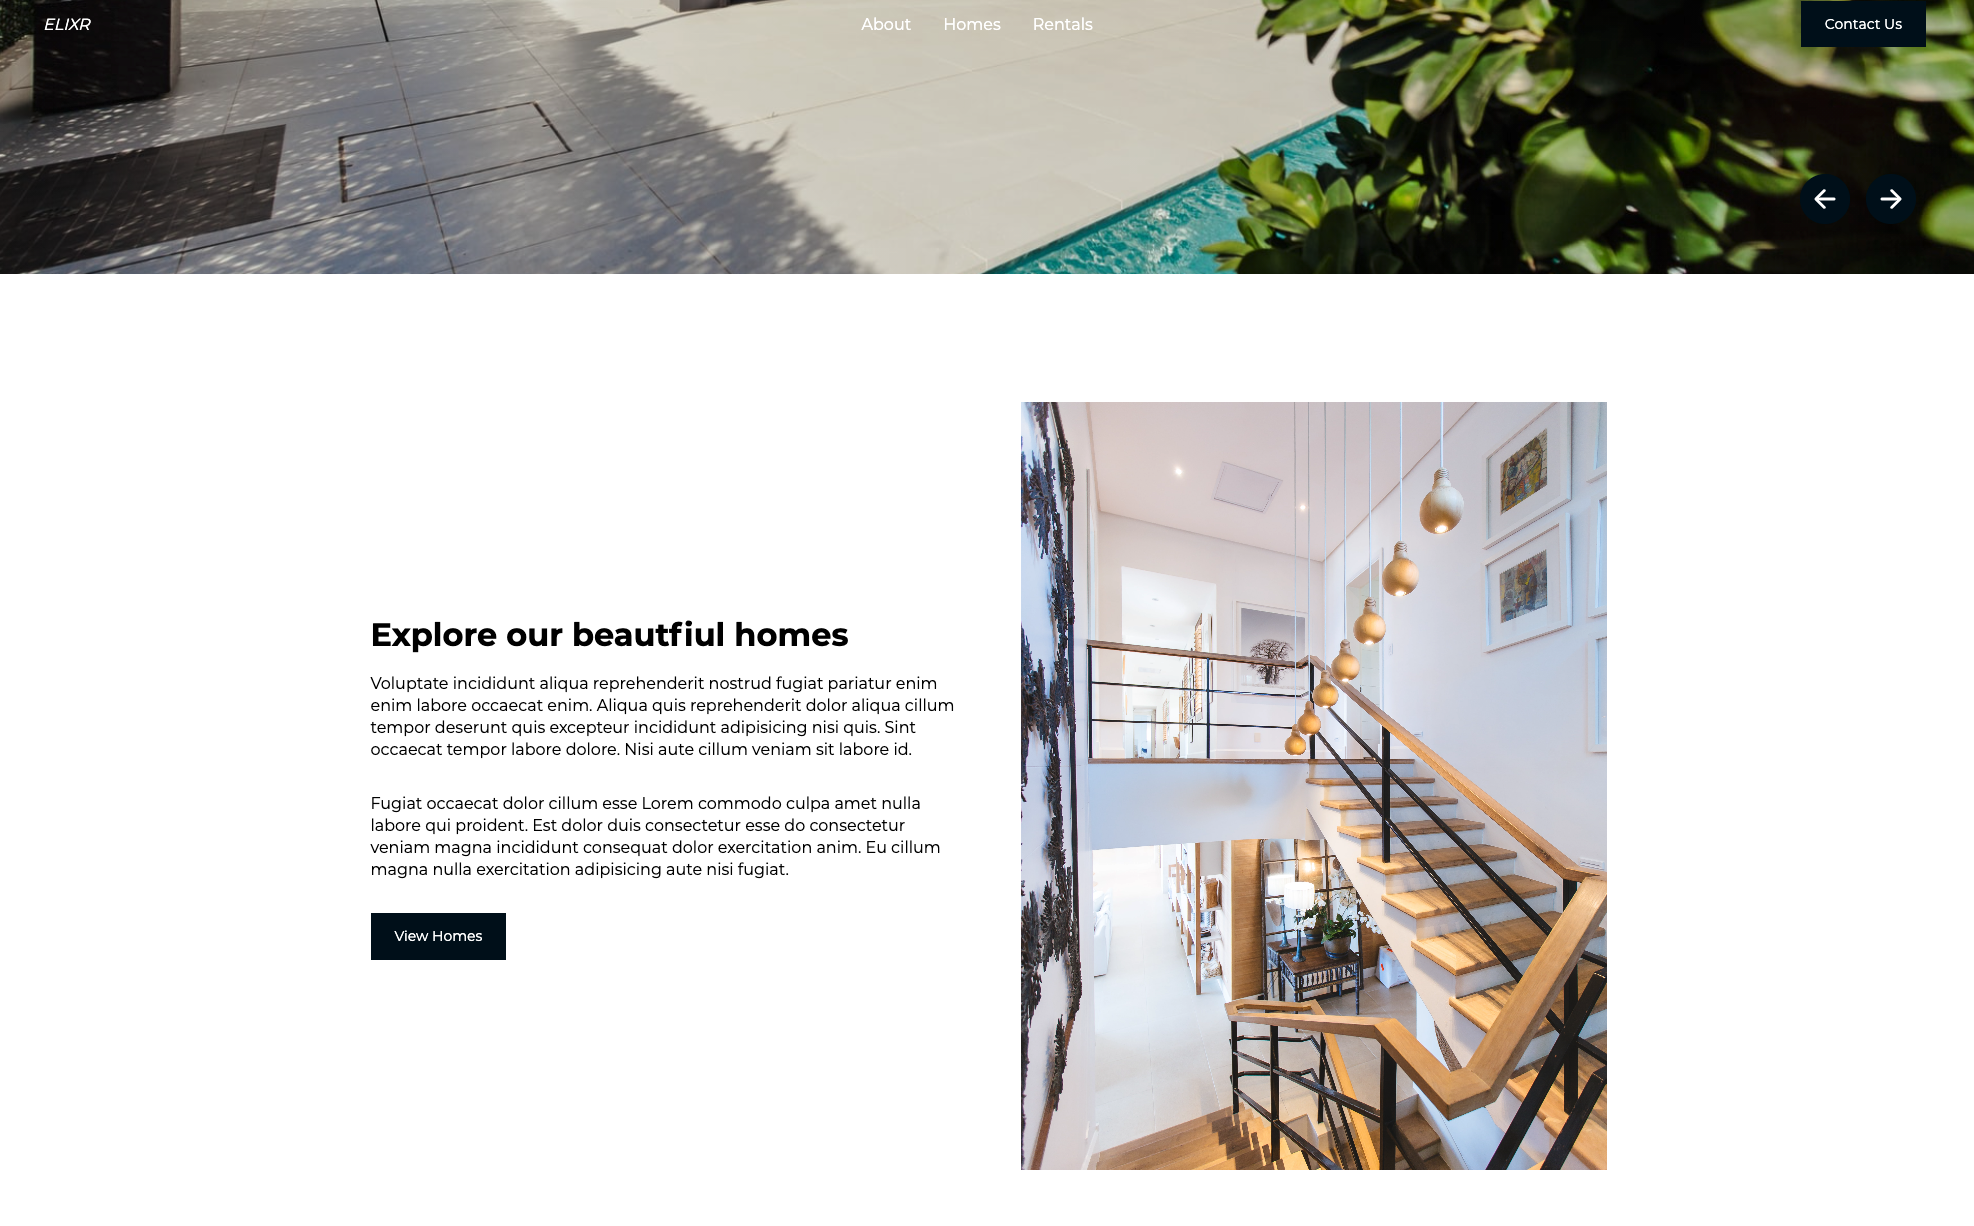 ELIXR
About Homes Rentals
Contact Us
Explore our beautfiul homes
Voluptate incididunt aliqua reprehenderit nostrud fugiat pariatur enim
enim labore occaecat enim. Aliqua quis reprehenderit dolor aliqua cillum
tempor deserunt quis excepteur incididunt adipisicing nisi quis. Sint
occaecat tempor labore dolore. Nisi aute cillum veniam sit labore id.
Fugiat occaecat dolor cillum esse Lorem commodo culpa amet nulla
labore qui proident. Est dolor duis consectetur esse do consectetur
veniam magna incididunt consequat dolor exercitation anim. Eu cillum
magna nulla exercitation adipisicing aute nisi fugiat.
View Homes